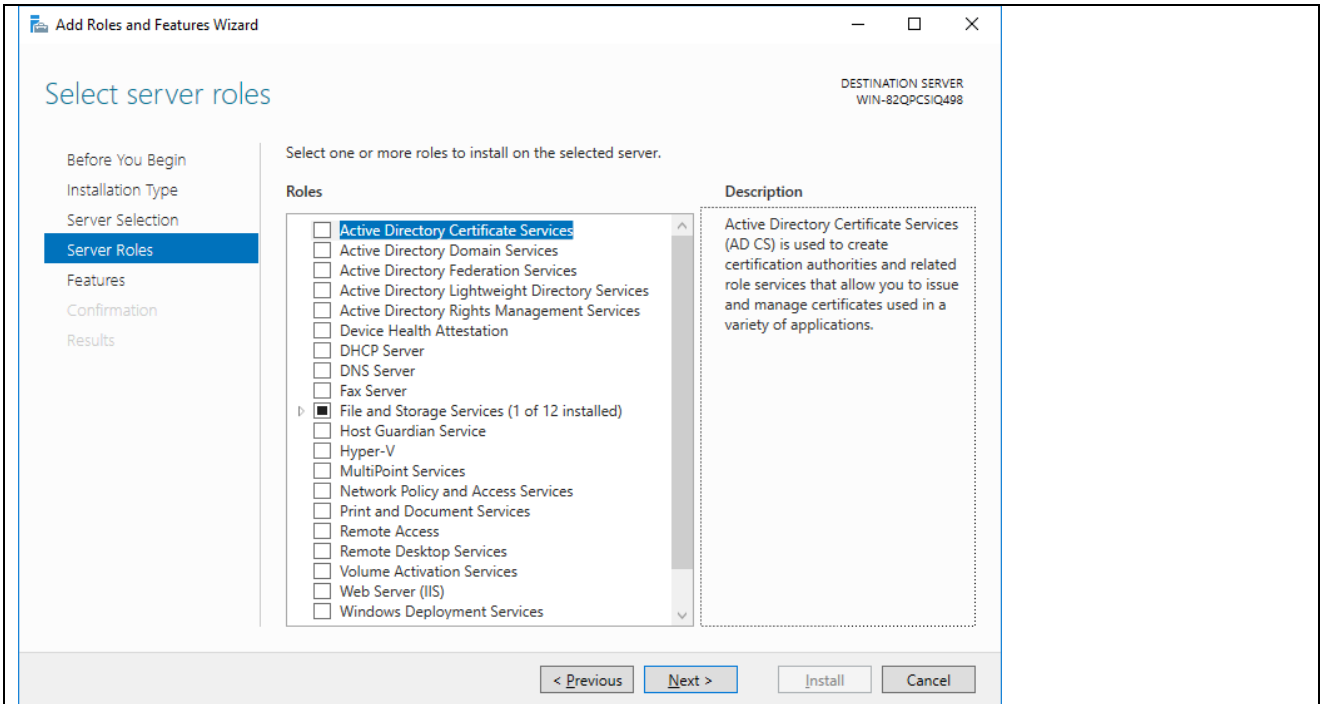 Add Roles and Features Wizard
Select server roles
DESTINATION SERVER
WIN-82QPCSIQ498
Before You Begin
Installation Type
Server Selection
Server Roles
Features
Confirmation
Results
Select one or more roles to install on the selected server.
Roles
Active Directory Certificate Services
Active Directory Domain Services
Active Directory Federation Services
Active Directory Lightweight Directory Services
Active Directory Rights Management Services
Device Health Attestation
DHCP Server
DNS Server
Fax Server
File and Storage Services (1 of 12 installed)
Host Guardian Service
Hyper-V
MultiPoint Services
Network Policy and Access Services
Print and Document Services
Remote Access
Remote Desktop Services
Volume Activation Services
Web Server (IIS)
Windows Deployment Services
Description
Active Directory Certificate Services
(AD CS) is used to create
certification authorities and related
role services that allow you to issue
and manage certificates used in a
variety of applications.
< Previous
Next >
Install
Cancel